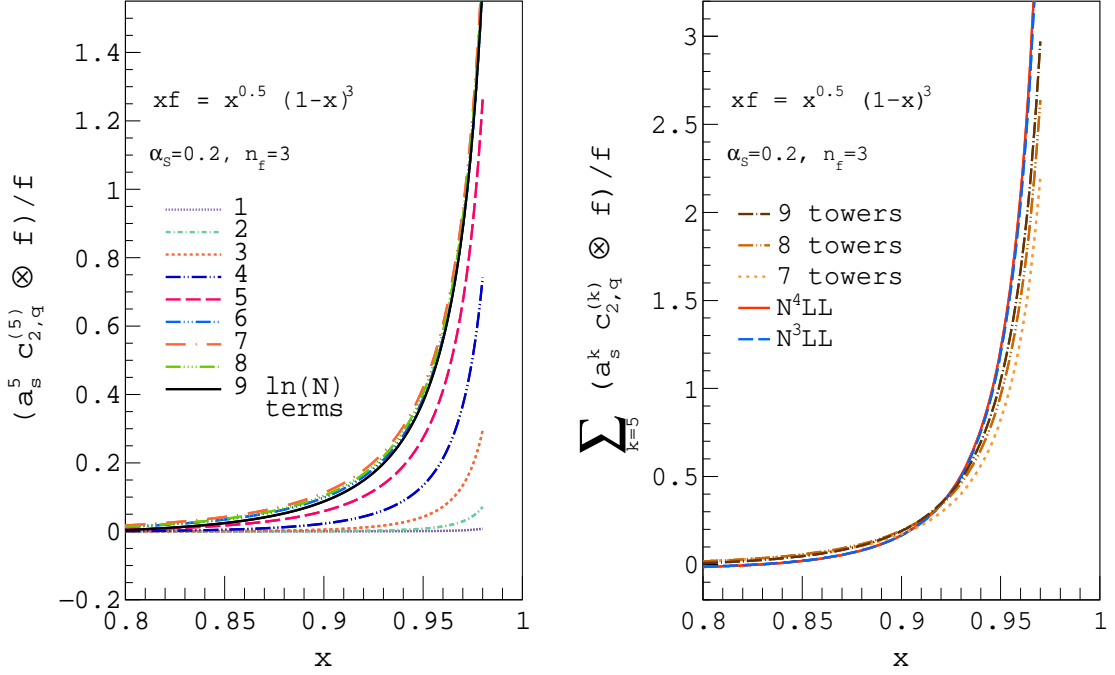 (a_s^5 c_{2,q}^{(5)} ⊗ f)/f
1.4
1.2
1
0.8
0.6
0.4
0.2
0
−0.2
xf = x^{0.5} (1-x)^3
α_S=0.2, n_f=3
1
2
3
4
5
6
7
8
9 ln(N)
terms
0.8 0.85 0.9 0.95 1
x
∑_{k=5} (a_s^k c_{2,q}^{(k)} ⊗ f)/f
3
2.5
2
1.5
1
0.5
0
xf = x^{0.5} (1-x)^3
α_S=0.2, n_f=3
9 towers
8 towers
7 towers
N^4LL
N^3LL
0.8 0.85 0.9 0.95 1
x